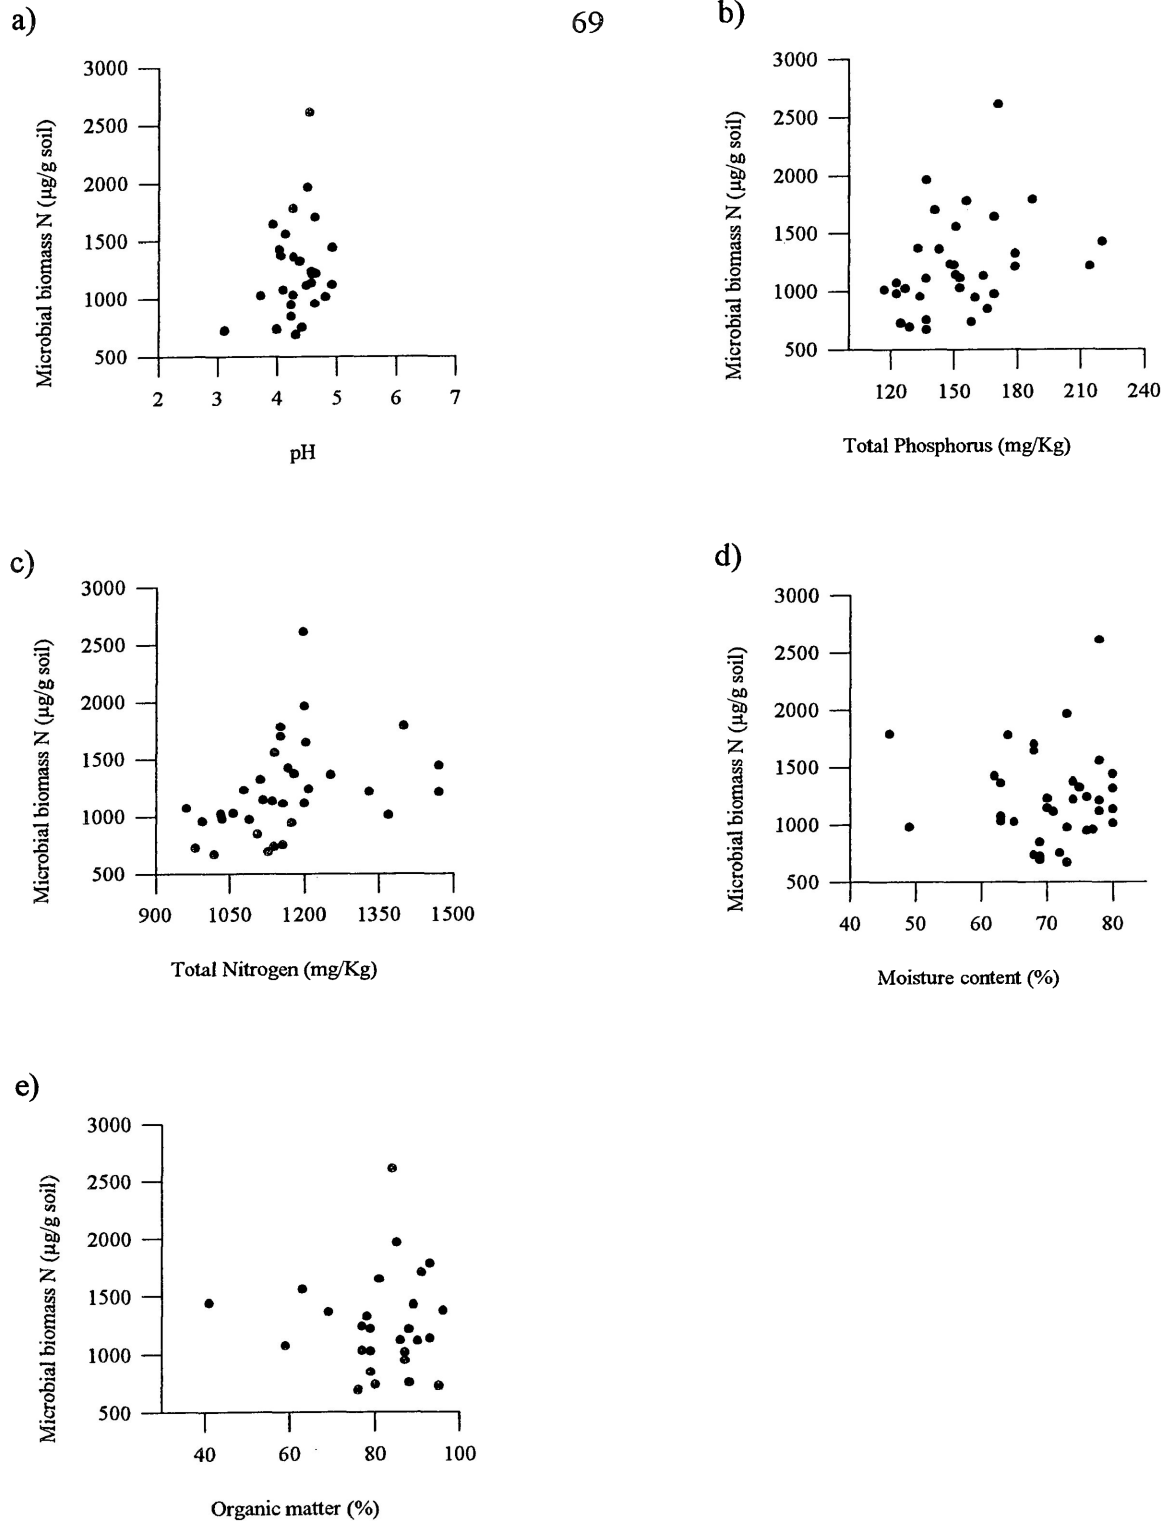 69
a)
3000
2500
2000
1500
1000
500
Microbial biomass N (µg/g soil)
2 3 4 5 6 7
pH
b)
3000
2500
2000
1500
1000
500
Microbial biomass N (µg/g soil)
120 150 180 210 240
Total Phosphorus (mg/Kg)
c)
3000
2500
2000
1500
1000
500
Microbial biomass N (µg/g soil)
900 1050 1200 1350 1500
Total Nitrogen (mg/Kg)
d)
3000
2500
2000
1500
1000
500
Microbial biomass N (µg/g soil)
40 50 60 70 80
Moisture content (%)
e)
3000
2500
2000
1500
1000
500
Microbial biomass N (µg/g soil)
40 60 80 100
Organic matter (%)